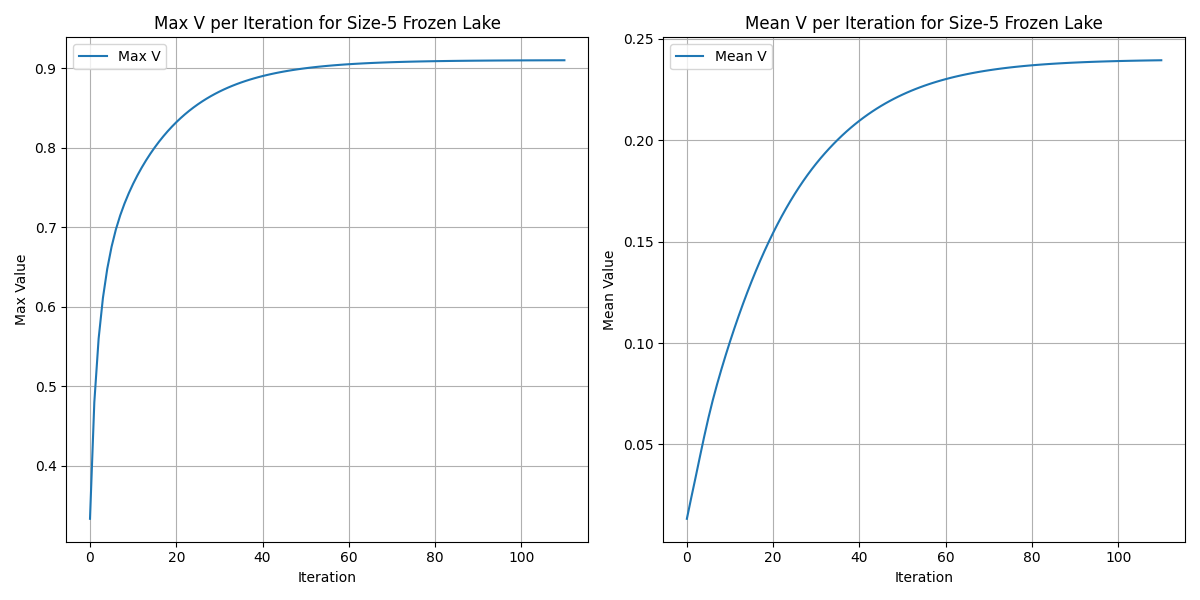 Max V per Iteration for Size-5 Frozen Lake
Max V
0.9
0.8
0.7
0.6
0.5
0.4
Max Value
0
20
40
60
80
100
Iteration
Mean V per Iteration for Size-5 Frozen Lake
Mean V
0.25
0.20
0.15
0.10
0.05
Mean Value
0
20
40
60
80
100
Iteration